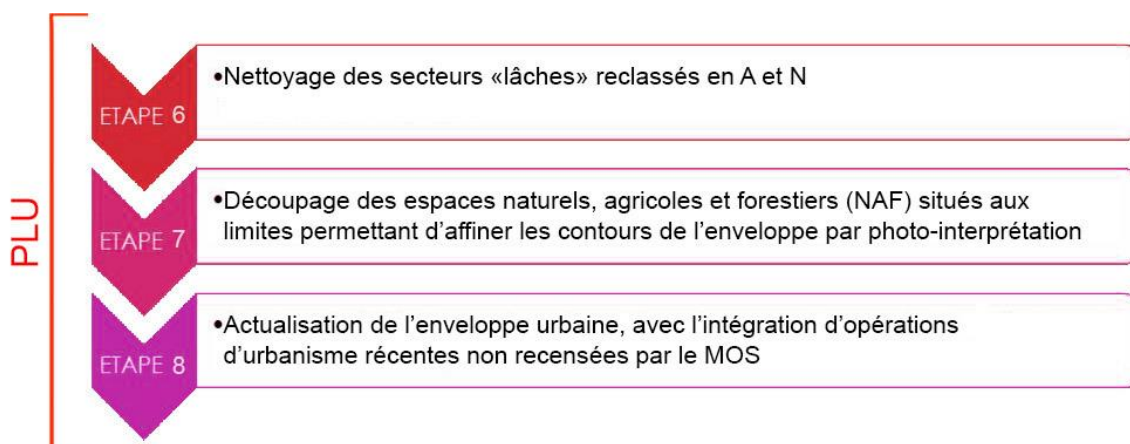 PLU
ETAPE 6
•Nettoyage des secteurs «lâches» reclassés en A et N
ETAPE 7
•Découpage des espaces naturels, agricoles et forestiers (NAF) situés aux
limites permettant d'affiner les contours de l'enveloppe par photo-interprétation
ETAPE 8
•Actualisation de l'enveloppe urbaine, avec l'intégration d'opérations
d'urbanisme récentes non recensées par le MOS